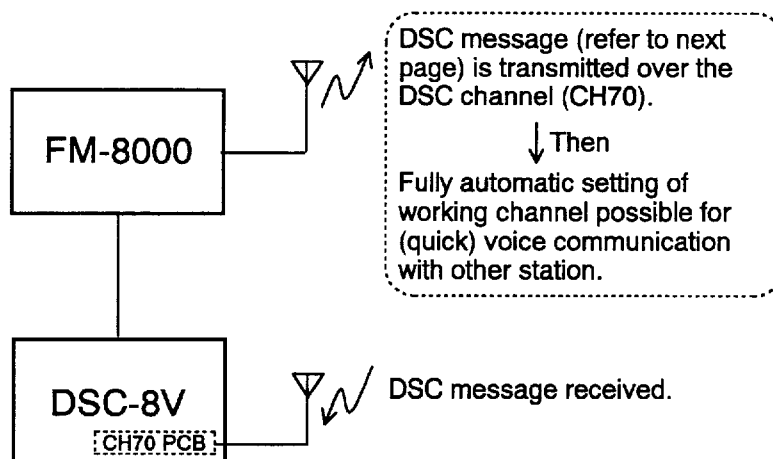 FM-8000
DSC message (refer to next
page) is transmitted over the
DSC channel (CH70).
Then
Fully automatic setting of
working channel possible for
(quick) voice communication
with other station.
DSC-8V
CH70 PCB
DSC message received.